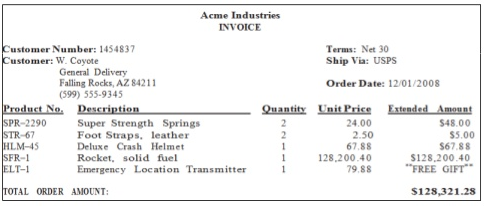 Acme Industries
INVOICE
Customer Number: 1454837 Terms: Net 30
Customer: W. Coyote Ship Via: USPS
General Delivery
Falling Rocks, AZ 84211 Order Date: 12/01/2008
(599) 555-9345
Product No. Description Quantity Unit Price Extended Amount
SPR-2290 Super Strength Springs 2 24.00 $48.00
STR-67 Foot Straps, leather 2 2.50 $5.00
HLM-45 Deluxe Crash Helmet 1 67.88 $67.88
SFR-1 Rocket, solid fuel 1 128,200.40 $128,200.40
ELT-1 Emergency Location Transmitter 1 79.88 **FREE GIFT**
TOTAL ORDER AMOUNT: $128,321.28